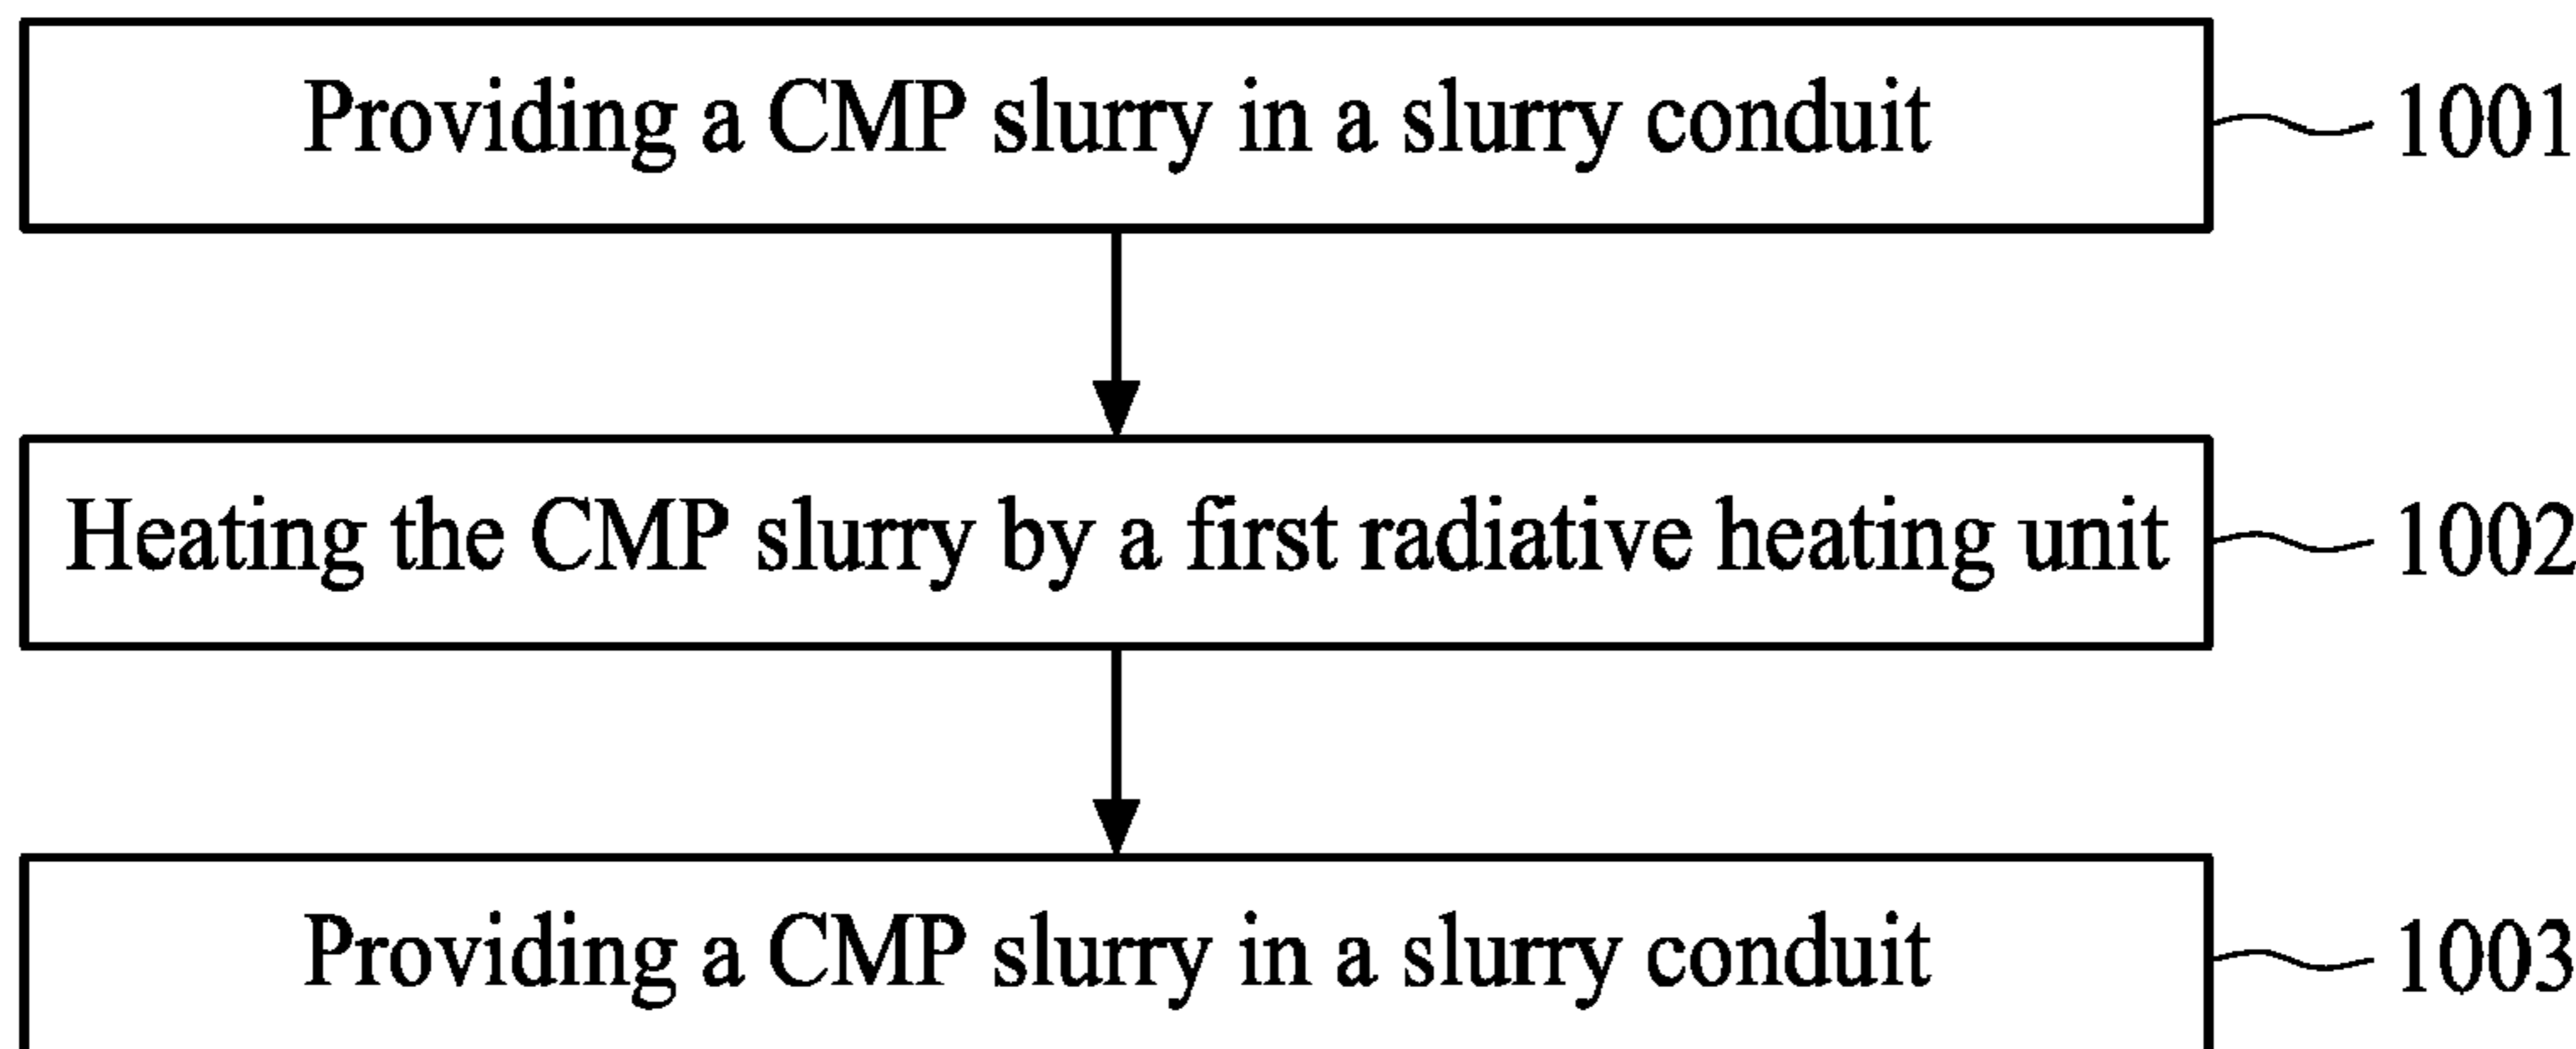 Providing a CMP slurry in a slurry conduit 1001
Heating the CMP slurry by a first radiative heating unit 1002
Providing a CMP slurry in a slurry conduit 1003